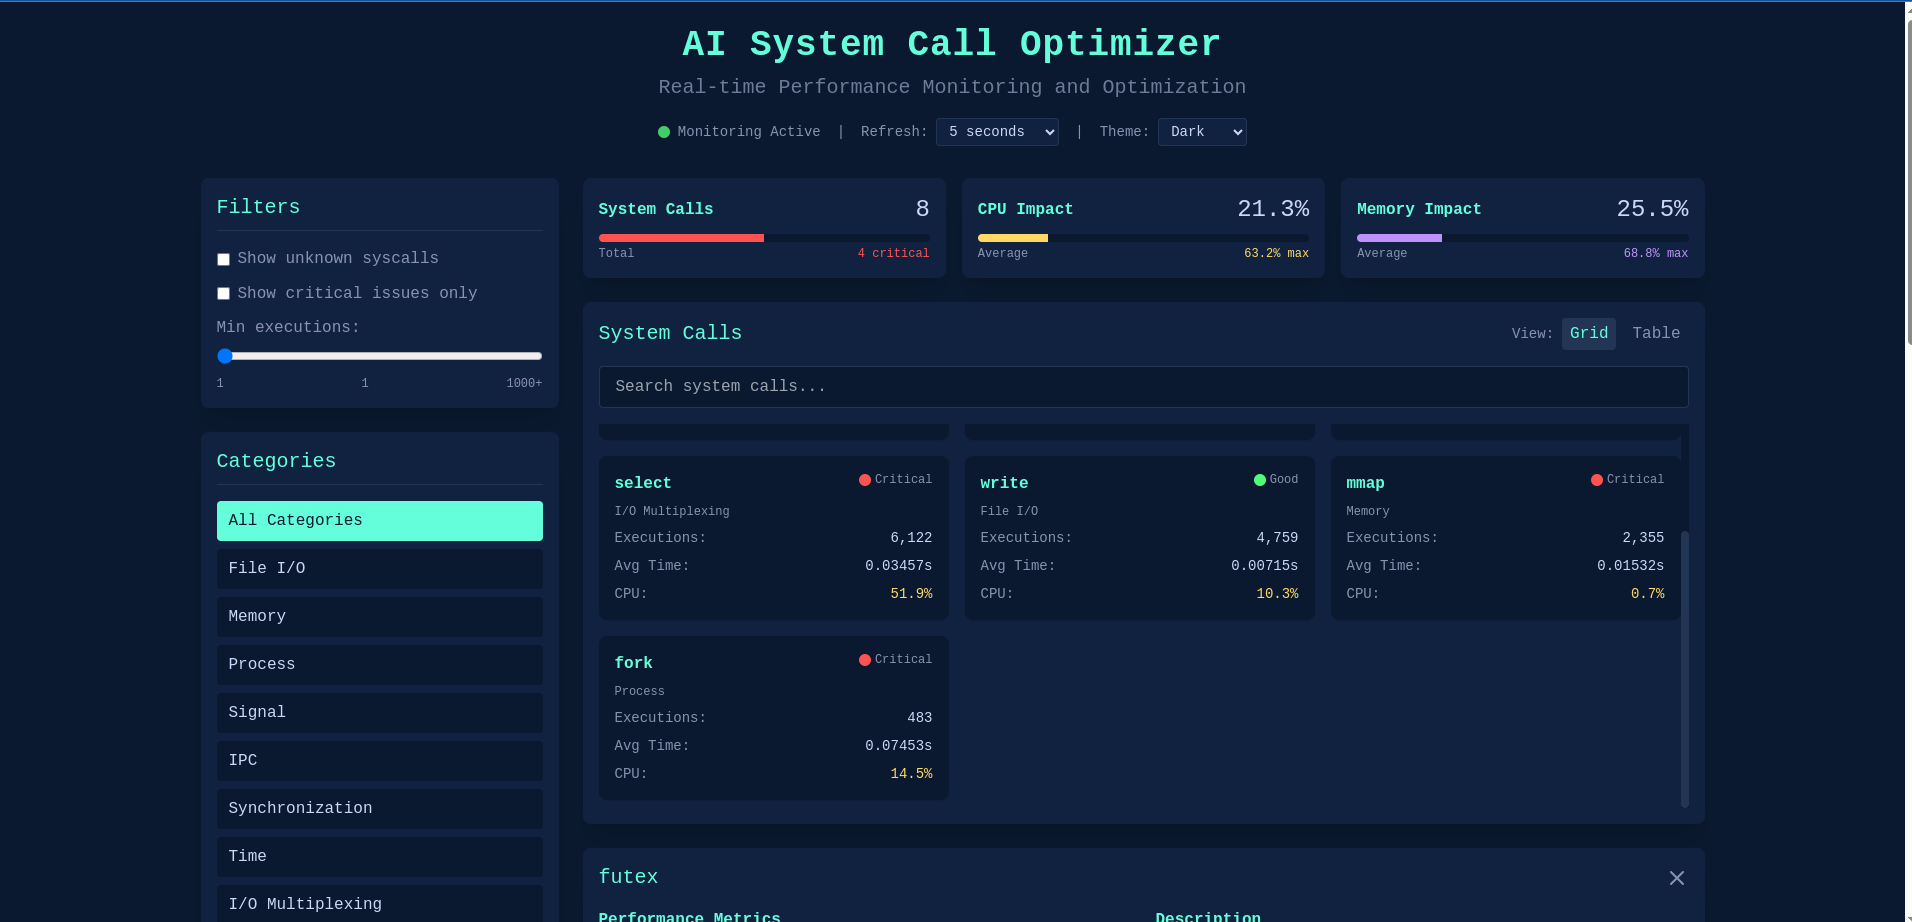 AI System Call Optimizer
Real-time Performance Monitoring and Optimization
Monitoring Active | Refresh: 5 seconds | Theme: Dark
Filters
Show unknown syscalls
Show critical issues only
Min executions:
1 1 1000+
Categories
All Categories
File I/O
Memory
Process
Signal
IPC
Synchronization
Time
I/O Multiplexing
System Calls 8
Total 4 critical
CPU Impact 21.3%
Average 63.2% max
Memory Impact 25.5%
Average 68.8% max
System Calls View: Grid Table
Search system calls...
select Critical
I/O Multiplexing
Executions: 6,122
Avg Time: 0.03457s
CPU: 51.9%
write Good
File I/O
Executions: 4,759
Avg Time: 0.00715s
CPU: 10.3%
mmap Critical
Memory
Executions: 2,355
Avg Time: 0.01532s
CPU: 0.7%
fork Critical
Process
Executions: 483
Avg Time: 0.07453s
CPU: 14.5%
futex
Performance Metrics Description